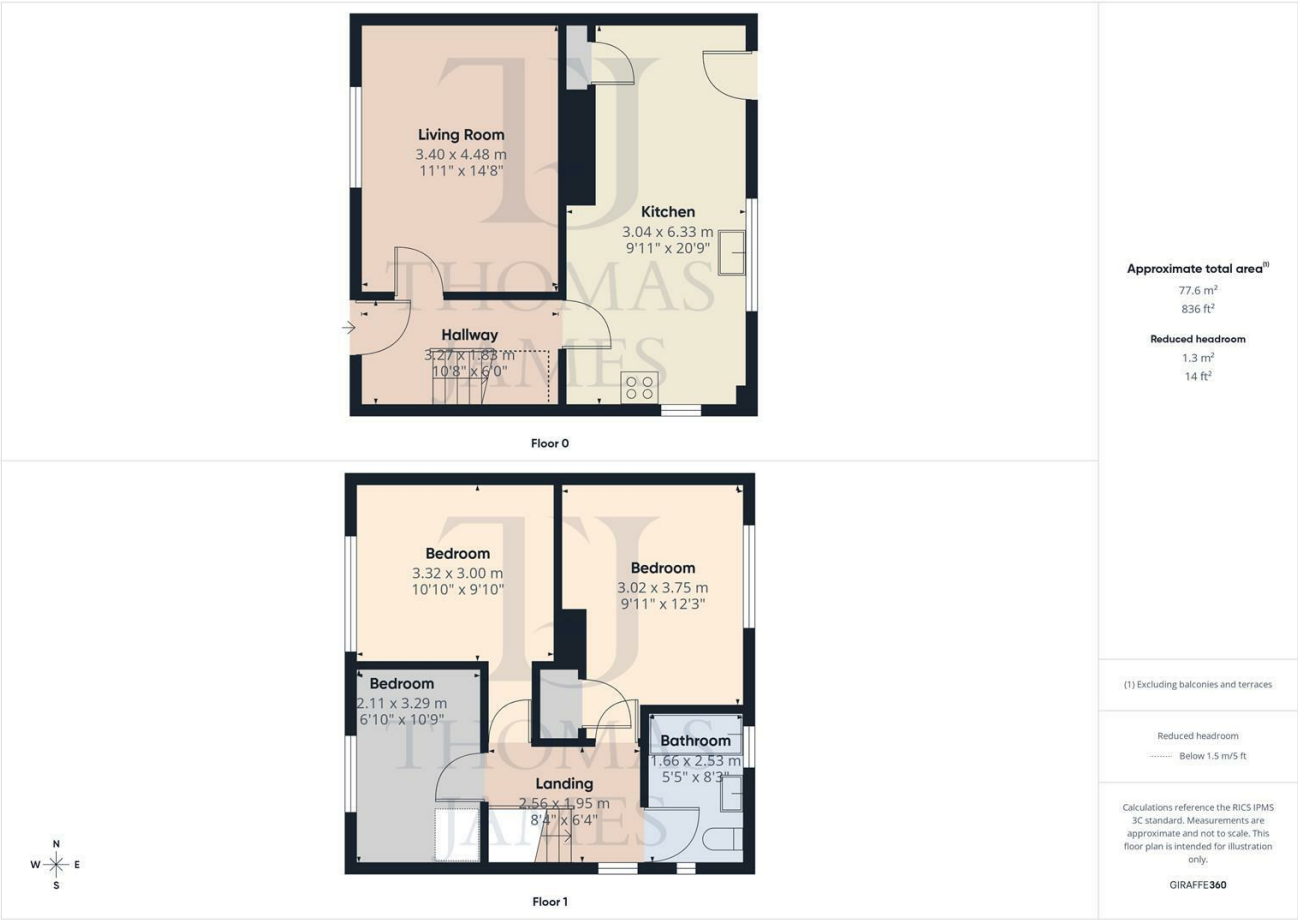 Living Room
3.40 x 4.48 m
11'1" x 14'8"
Kitchen
3.04 x 6.33 m
9'11" x 20'9"
Hallway
3.27 x 1.83 m
10'8" x 6'0"
TJ
THOMAS
JAMES
Floor 0
Bedroom
3.32 x 3.00 m
10'10" x 9'10"
Bedroom
3.02 x 3.75 m
9'11" x 12'3"
Bedroom
2.11 x 3.29 m
6'10" x 10'9"
Bathroom
1.66 x 2.53 m
5'5" x 8'3"
Landing
2.56 x 1.95 m
8'4" x 6'4"
TJ
THOMAS
JAMES
Floor 1
N
W E
S
Approximate total area(1)
77.6 m²
836 ft²
Reduced headroom
1.3 m²
14 ft²
(1) Excluding balconies and terraces
Reduced headroom
Below 1.5 m/5 ft
Calculations reference the RICS IPMS
3C standard. Measurements are
approximate and not to scale. This
floor plan is intended for illustration
only.
GIRAFFE360